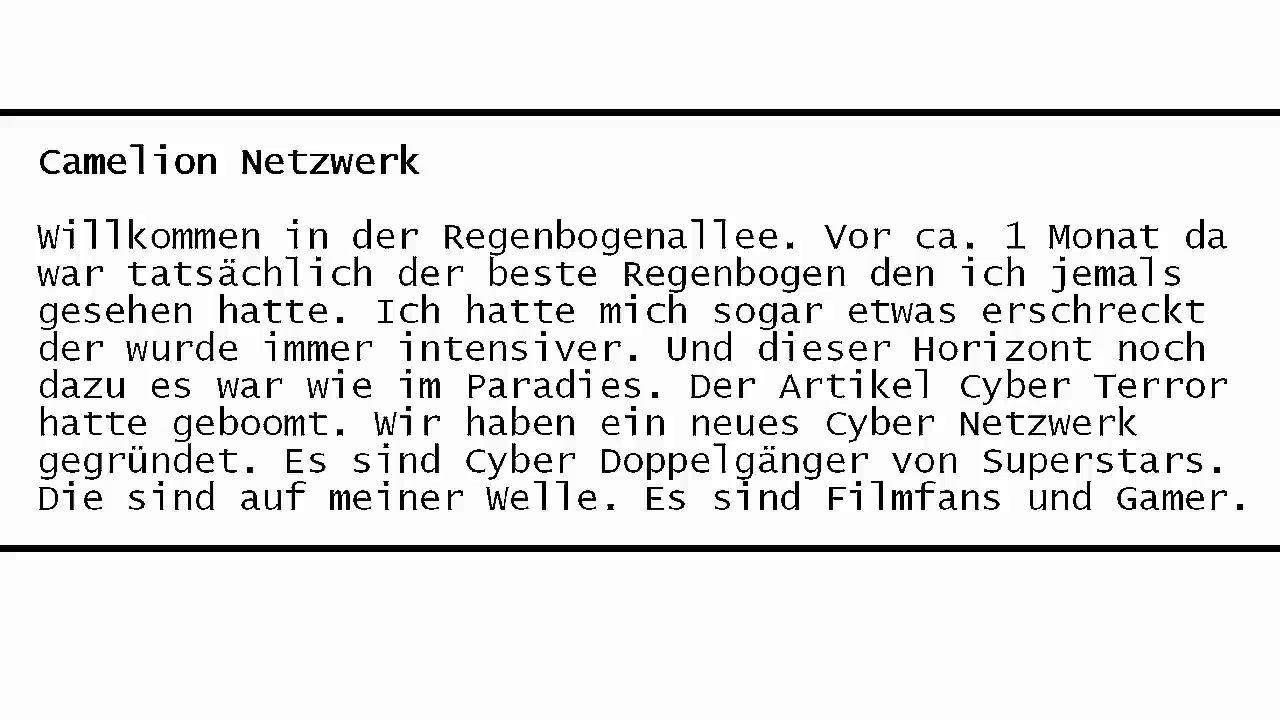 Camelion Netzwerk
Willkommen in der Regenbogenallee. Vor ca. 1 Monat da
war tatsächlich der beste Regenbogen den ich jemals
gesehen hatte. Ich hatte mich sogar etwas erschreckt
der wurde immer intensiver. Und dieser Horizont noch
dazu es war wie im Paradies. Der Artikel Cyber Terror
hatte geboomt. Wir haben ein neues Cyber Netzwerk
gegründet. Es sind Cyber Doppelgänger von Superstars.
Die sind auf meiner Welle. Es sind Filmfans und Gamer.